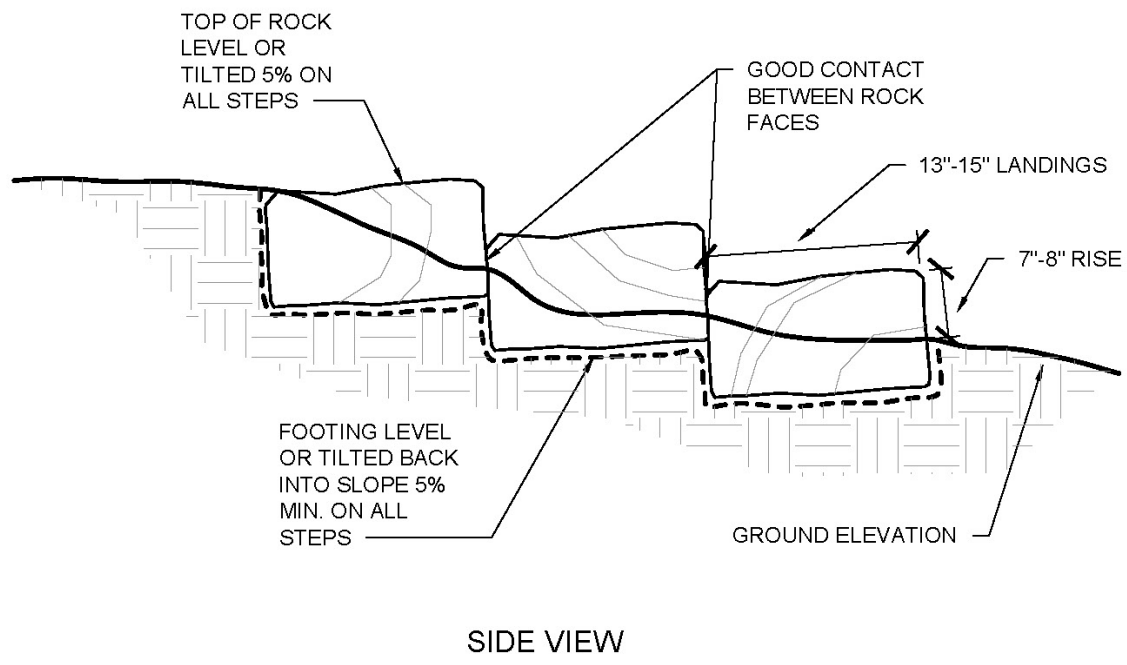 TOP OF ROCK
LEVEL OR
TILTED 5% ON
ALL STEPS
GOOD CONTACT
BETWEEN ROCK
FACES
13"-15" LANDINGS
7"-8" RISE
FOOTING LEVEL
OR TILTED BACK
INTO SLOPE 5%
MIN. ON ALL
STEPS
GROUND ELEVATION
SIDE VIEW